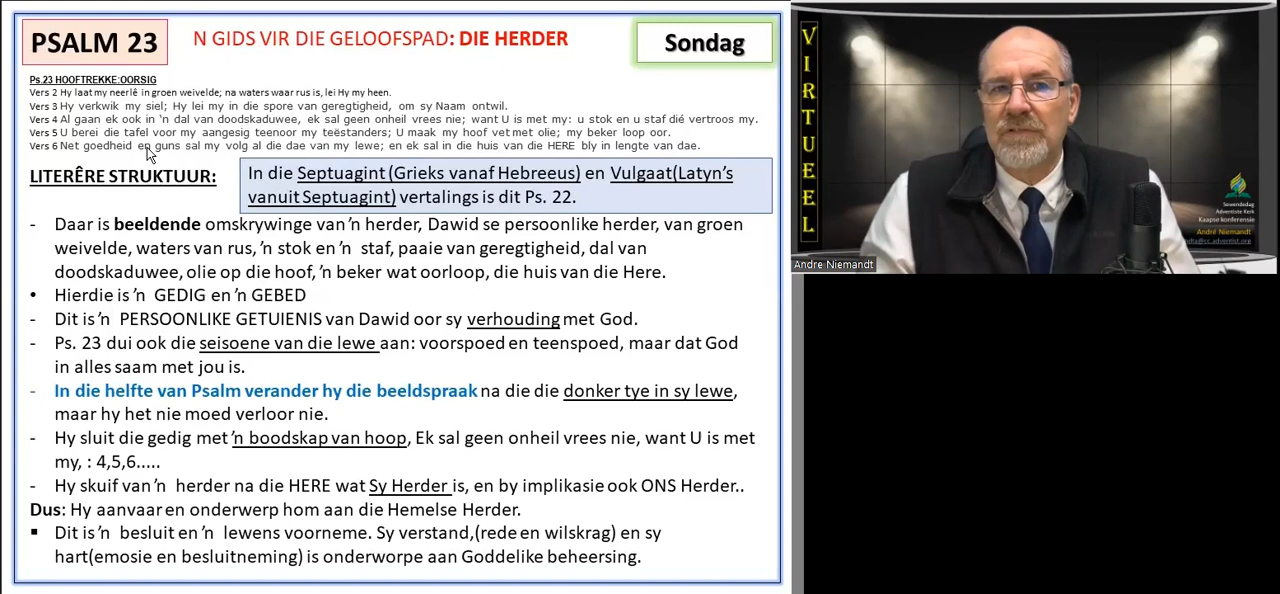 PSALM 23
N GIDS VIR DIE GELOOFSPAD: DIE HERDER
Sondag
Ps.23 HOOFTREKKE:OORSIG
Vers 2 Hy laat my neerlê in groen weivelde; na waters waar rus is, lei Hy my heen.
Vers 3 Hy verkwik my siel; Hy lei my in die spore van geregtigheid, om sy Naam ontwil.
Vers 4 Al gaan ek ook in 'n dal van doodskaduwee, ek sal geen onheil vrees nie; want U is met my: u stok en u staf dié vertroos my.
Vers 5 U berei die tafel voor my aangesig teenoor my teëstanders; U maak my hoof vet met olie; my beker loop oor.
Vers 6 Net goedheid en guns sal my volg al die dae van my lewe; en ek sal in die huis van die HERE bly in lengte van dae.
LITERÊRE STRUKTUUR:
In die Septuagint (Grieks vanaf Hebreeus) en Vulgaat(Latyn's
vanuit Septuagint) vertalings is dit Ps. 22.
- Daar is beeldende omskrywinge van 'n herder, Dawid se persoonlike herder, van groen
weivelde, waters van rus, 'n stok en 'n staf, paaie van geregtigheid, dal van
doodskaduwee, olie op die hoof, 'n beker wat oorloop, die huis van die Here.
• Hierdie is 'n GEDIG en 'n GEBED
- Dit is 'n PERSOONLIKE GETUIENIS van Dawid oor sy verhouding met God.
- Ps. 23 dui ook die seisoene van die lewe aan: voorspoed en teenspoed, maar dat God
in alles saam met jou is.
- In die helfte van Psalm verander hy die beeldspraak na die die donker tye in sy lewe,
maar hy het nie moed verloor nie.
- Hy sluit die gedig met 'n boodskap van hoop, Ek sal geen onheil vrees nie, want U is met
my, : 4,5,6.....
- Hy skuif van 'n herder na die HERE wat Sy Herder is, en by implikasie ook ONS Herder..
Dus: Hy aanvaar en onderwerp hom aan die Hemelse Herder.
▪ Dit is 'n besluit en 'n lewens voorneme. Sy verstand,(rede en wilskrag) en sy
hart(emosie en besluitneming) is onderworpe aan Goddelike beheersing.
VIRTUEEL
Sewendedag
Adventiste Kerk
Kaapse konferensie
André Niemandt
Andre Niemandt